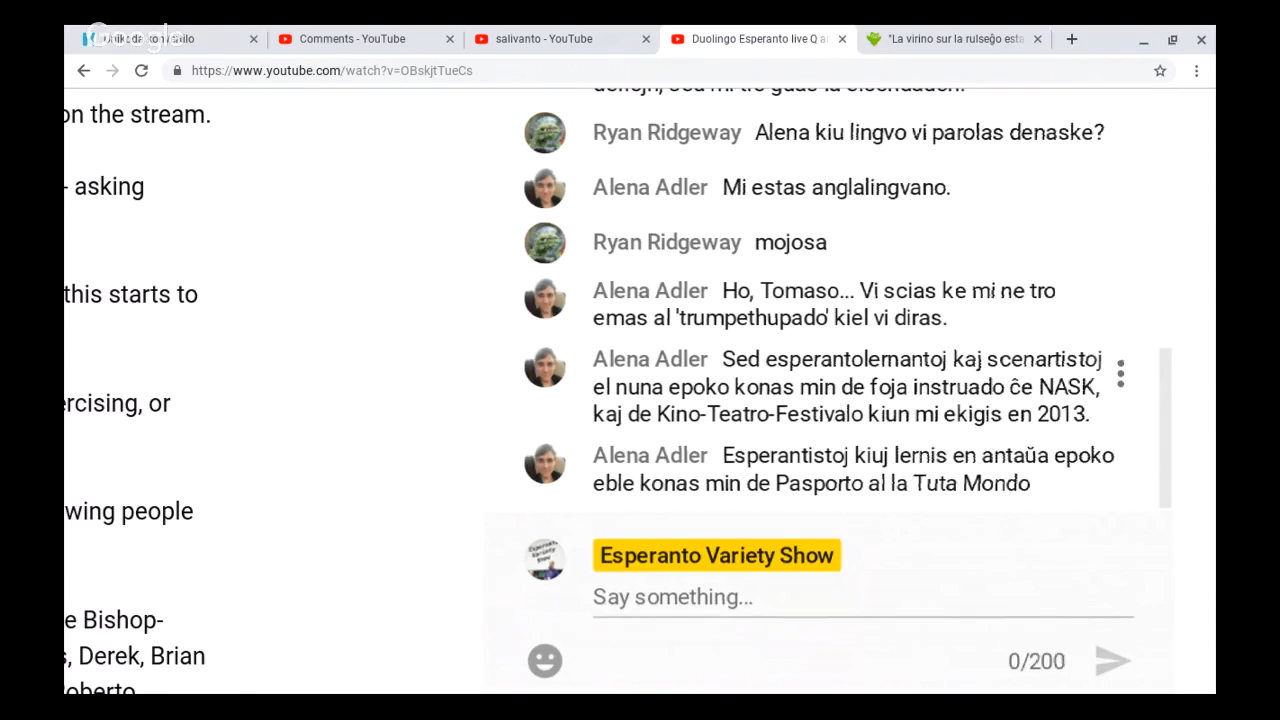 Google
Comments - YouTube
salivanto - YouTube
Duolingo Esperanto live Q a
"La virino sur la rulseĝo esta
https://www.youtube.com/watch?v=OBskjtTueCs
on the stream.
- asking
this starts to
ercising, or
wing people
e Bishop-
s, Derek, Brian
Ryan Ridgeway Alena kiu lingvo vi parolas denaske?
Alena Adler Mi estas anglalingvano.
Ryan Ridgeway mojosa
Alena Adler Ho, Tomaso... Vi scias ke mi ne tro
emas al 'trumpethupado' kiel vi diras.
Alena Adler Sed esperantolernantoj kaj scenartistoj
el nuna epoko konas min de foja instruado ĉe NASK,
kaj de Kino-Teatro-Festivalo kiun mi ekigis en 2013.
Alena Adler Esperantistoj kiuj lernis en antaŭa epoko
eble konas min de Pasporto al la Tuta Mondo
Esperanto Variety Show
Say something...
0/200